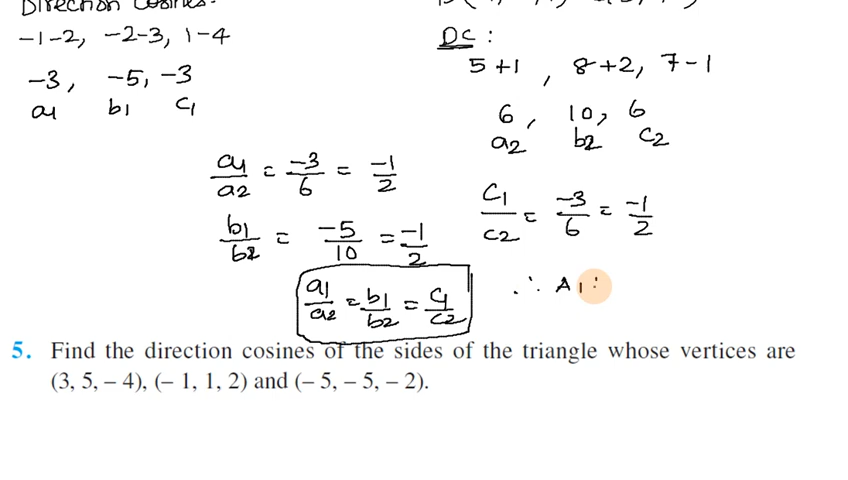 Direction Cosines:
-1-2, -2-3, 1-4
-3, -5, -3
a1 b1 c1
DC :
5+1, 8+2, 7-1
6, 10, 6
a2 b2 c2
a1/a2 = -3/6 = -1/2
b1/b2 = -5/10 = -1/2
c1/c2 = -3/6 = -1/2
a1/a2 = b1/b2 = c1/c2
∴ A
5. Find the direction cosines of the sides of the triangle whose vertices are
(3, 5, – 4), (– 1, 1, 2) and (– 5, – 5, – 2).